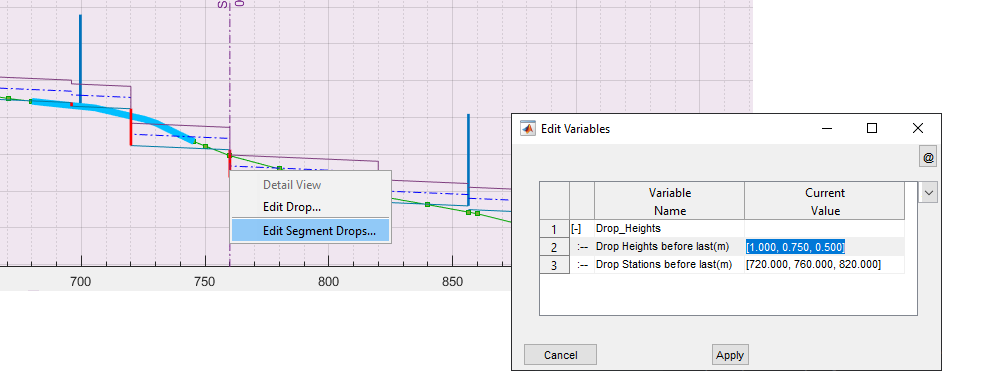 S
0
Edit Variables
@
Detail View
Edit Drop...
Edit Segment Drops...
Variable Name
Current Value
1 [-] Drop_Heights
2 :-- Drop Heights before last(m) [1.000, 0.750, 0.500]
3 :-- Drop Stations before last(m) [720.000, 760.000, 820.000]
700 750 800 850
Cancel Apply